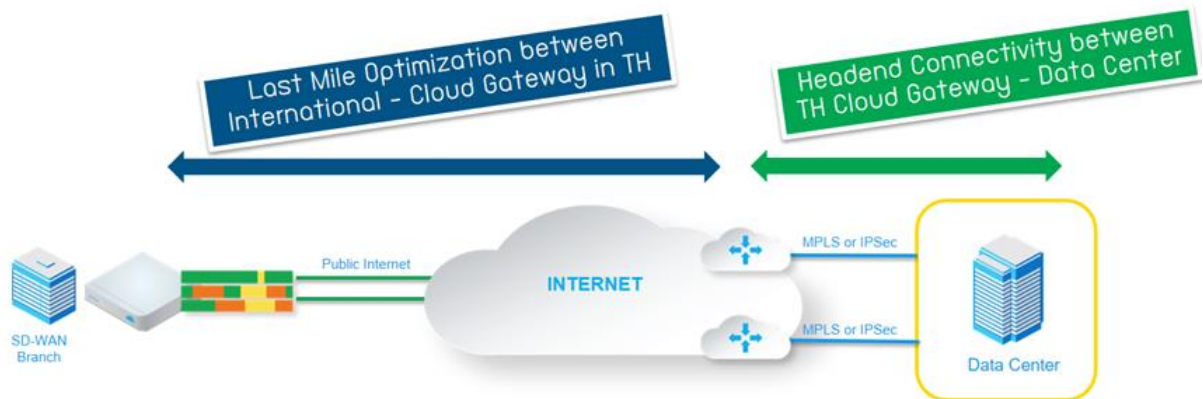 Last Mile Optimization between
International - Cloud Gateway in TH
Headend Connectivity between
TH Cloud Gateway - Data Center
Public Internet
INTERNET
MPLS or IPSec
MPLS or IPSec
SD-WAN
Branch
Data Center